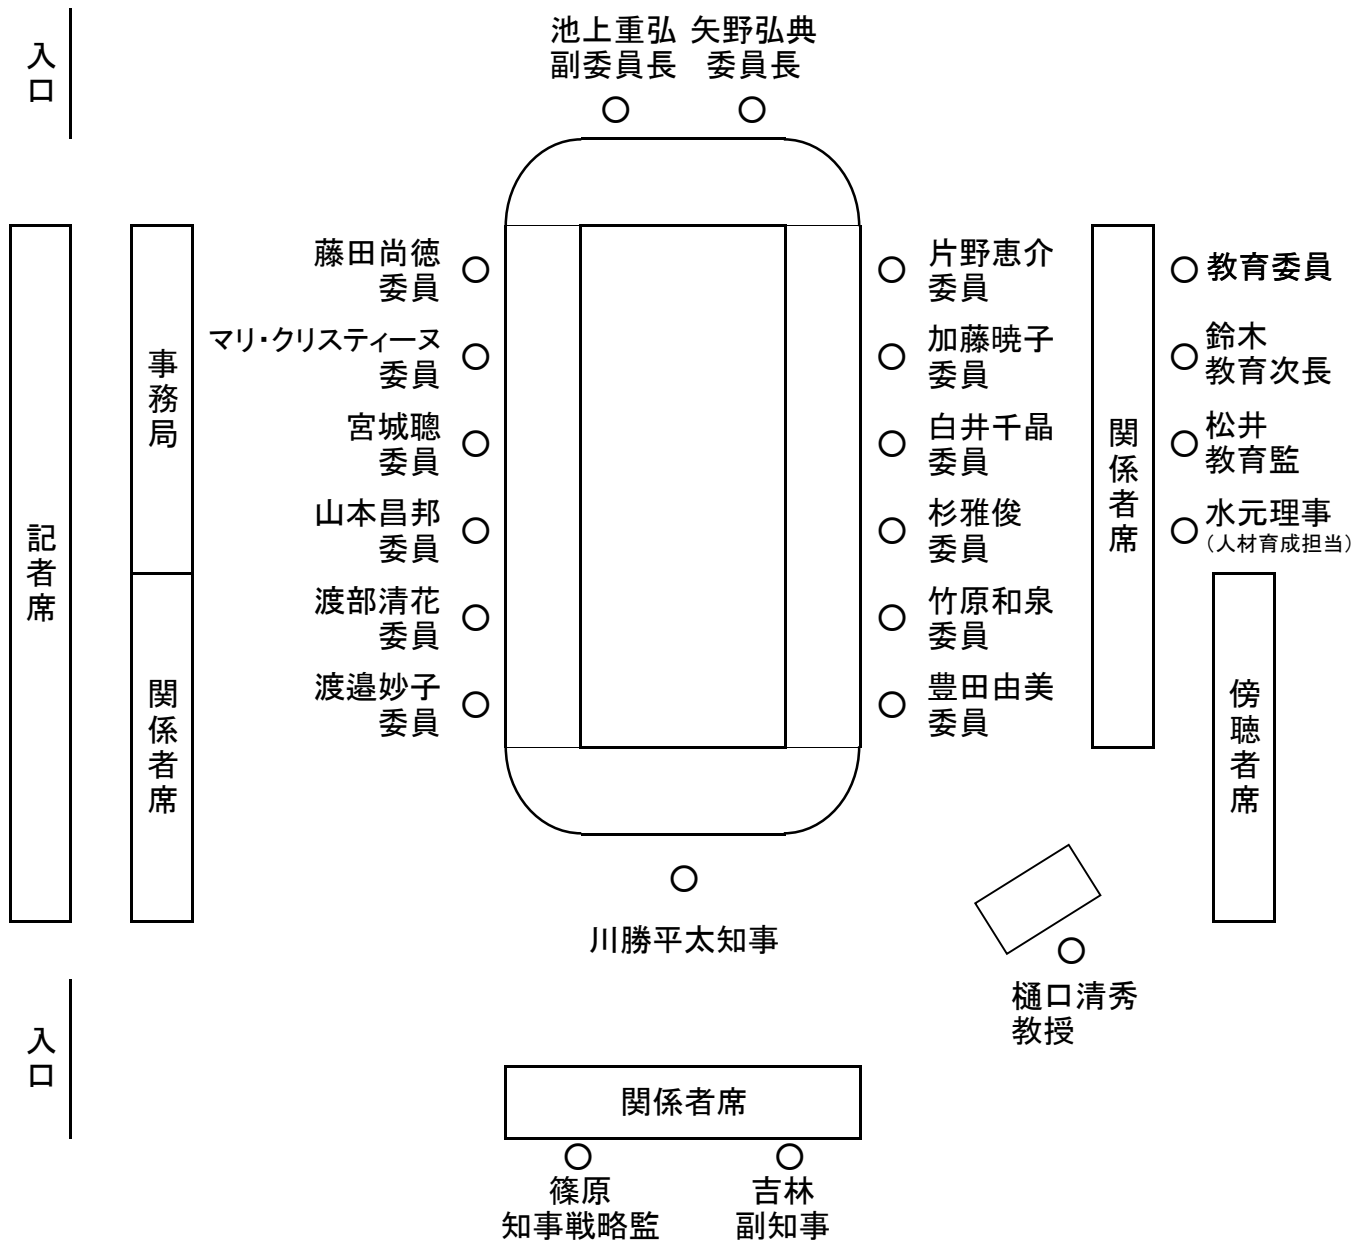 入口
池上重弘
副委員長
矢野弘典
委員長
記者席
事務局
関係者席
藤田尚徳
委員
マリ・クリスティーヌ
委員
宮城聰
委員
山本昌邦
委員
渡部清花
委員
渡邉妙子
委員
片野恵介
委員
加藤暁子
委員
白井千晶
委員
杉雅俊
委員
竹原和泉
委員
豊田由美
委員
関係者席
教育委員
鈴木
教育次長
松井
教育監
水元理事
（人材育成担当）
傍聴者席
川勝平太知事
樋口清秀
教授
入口
関係者席
篠原
知事戦略監
吉林
副知事